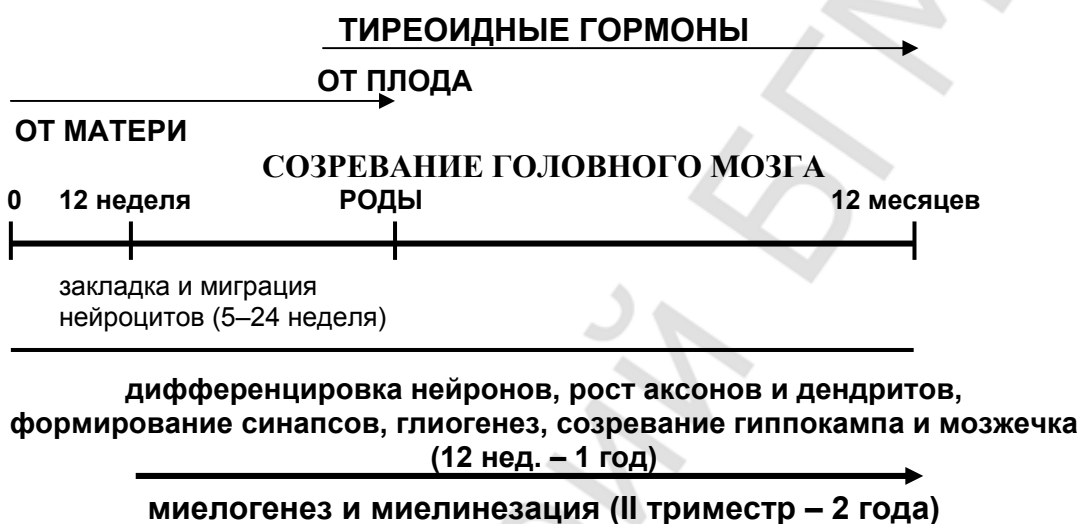 ТИРЕОИДНЫЕ ГОРМОНЫ
ОТ ПЛОДА
ОТ МАТЕРИ
СОЗРЕВАНИЕ ГОЛОВНОГО МОЗГА
0 12 неделя РОДЫ 12 месяцев
закладка и миграция
нейроцитов (5–24 неделя)
дифференцировка нейронов, рост аксонов и дендритов,
формирование синапсов, глиогенез, созревание гиппокампа и мозжечка
(12 нед. – 1 год)
миелогенез и миелинезация (II триместр – 2 года)